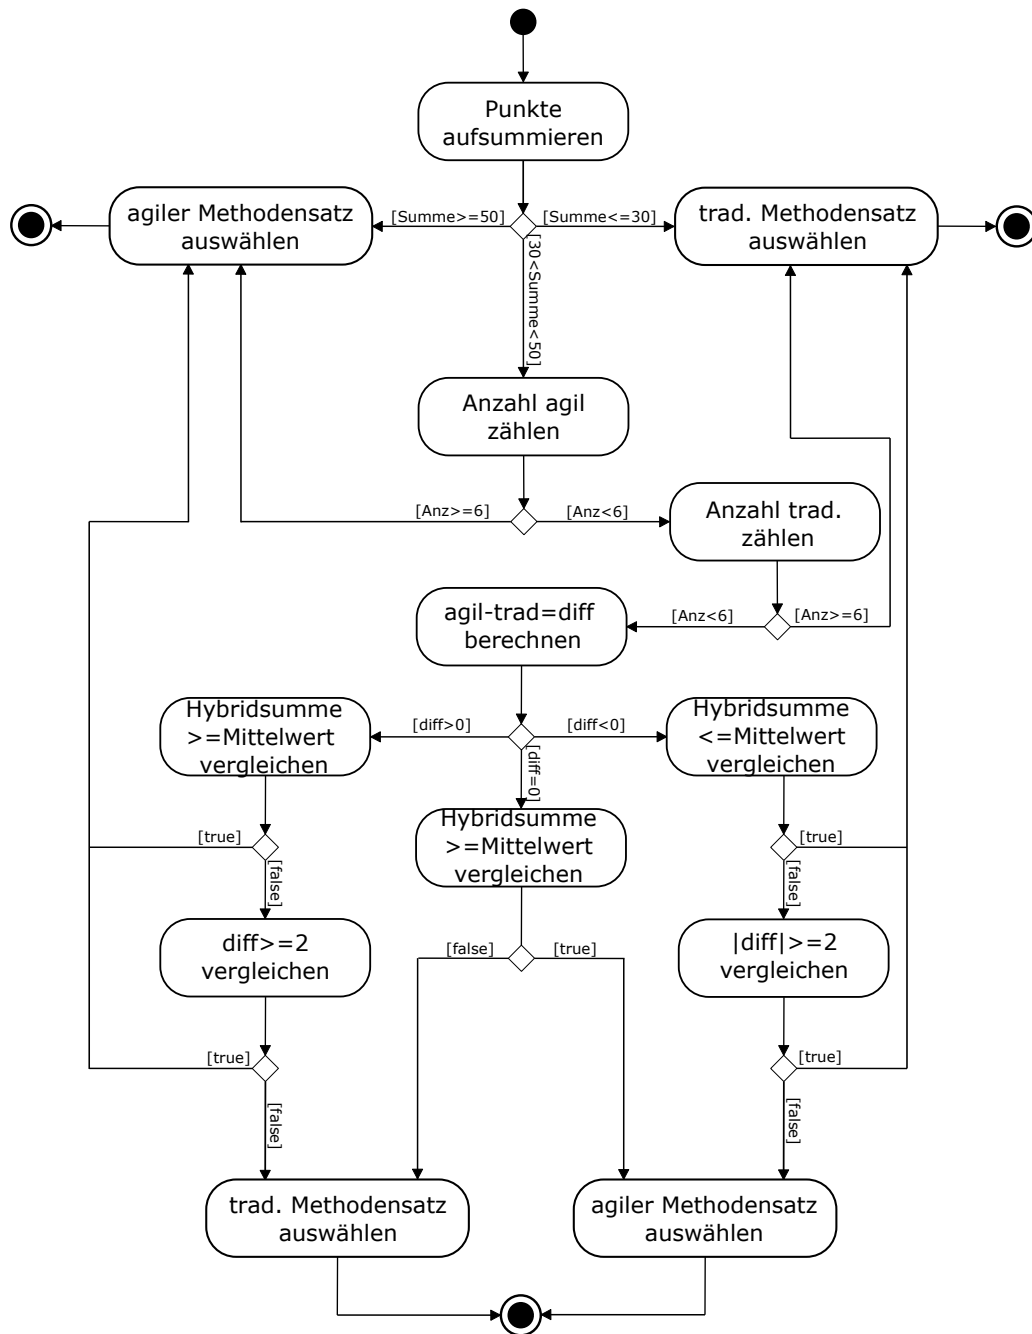 Punkte
aufsummieren
agiler Methodensatz
auswählen
[Summe>=50]
[Summe<=30]
trad. Methodensatz
auswählen
[30<Summe<50]
Anzahl agil
zählen
[Anz>=6]
[Anz<6]
Anzahl trad.
zählen
agil-trad=diff
berechnen
[Anz<6]
[Anz>=6]
Hybridsumme
>=Mittelwert
vergleichen
[diff>0]
[diff<0]
Hybridsumme
<=Mittelwert
vergleichen
[diff=0]
Hybridsumme
>=Mittelwert
vergleichen
[true]
[true]
[false]
[false]
diff>=2
vergleichen
[false]
[true]
|diff|>=2
vergleichen
[true]
[true]
[false]
[false]
trad. Methodensatz
auswählen
agiler Methodensatz
auswählen